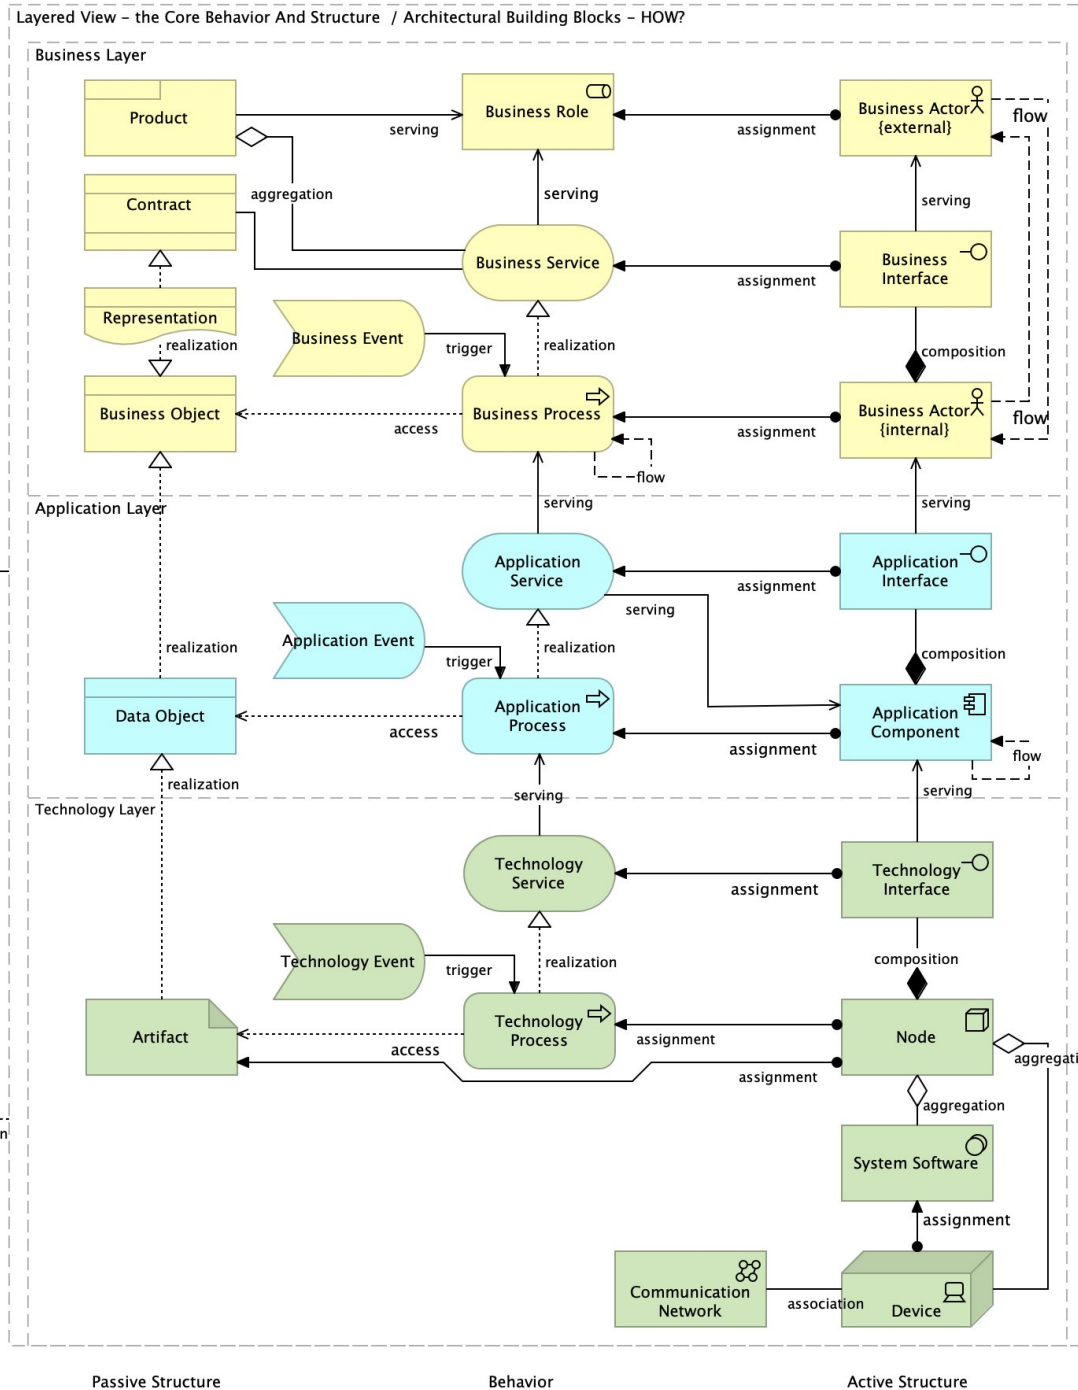 Layered View – the Core Behavior And Structure / Architectural Building Blocks – HOW?
Business Layer
Product
serving
Business Role
assignment
Business Actor
{external}
flow
aggregation
Contract
serving
serving
Business Service
assignment
Business
Interface
Representation
realization
Business Event
trigger
realization
composition
Business Object
access
Business Process
assignment
Business Actor
{internal}
flow
flow
Application Layer
serving
serving
Application
Service
assignment
Application
Interface
serving
Application Event
trigger
realization
realization
composition
Data Object
access
Application
Process
assignment
Application
Component
flow
realization
serving
serving
Technology Layer
Technology
Service
assignment
Technology
Interface
Technology Event
trigger
realization
composition
Artifact
access
Technology
Process
assignment
assignment
Node
aggregati
aggregation
n
System Software
assignment
Communication
Network
association
Device
Passive Structure
Behavior
Active Structure